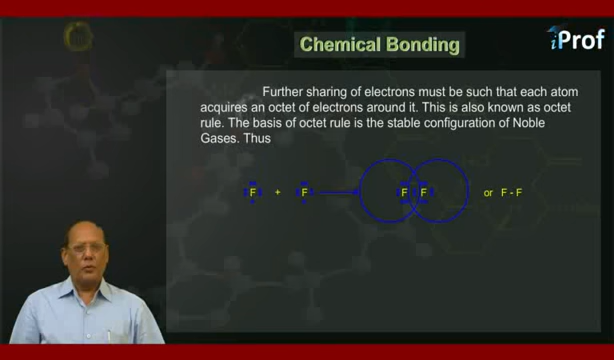 Chemical Bonding
iProf
Further sharing of electrons must be such that each atom
acquires an octet of electrons around it. This is also known as octet
rule. The basis of octet rule is the stable configuration of Noble
Gases. Thus
F + F F F or F - F